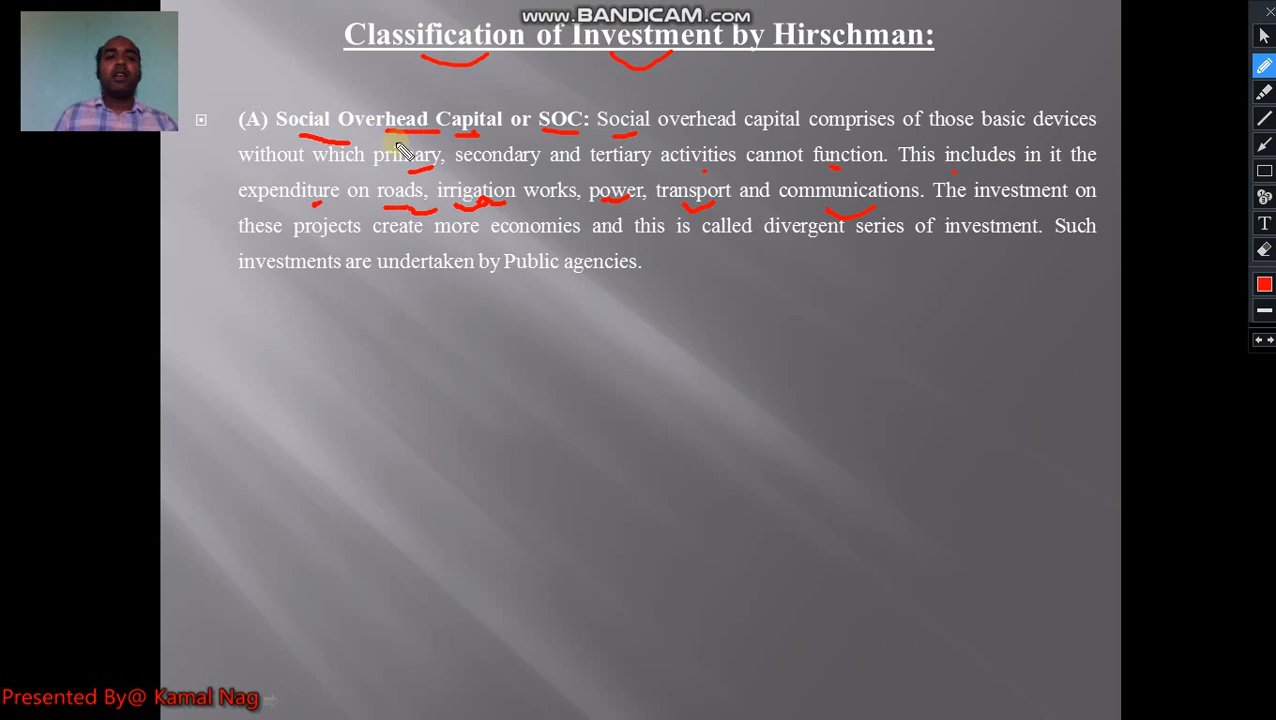 www.BANDICAM.com
Classification of Investment by Hirschman:
(A) Social Overhead Capital or SOC: Social overhead capital comprises of those basic devices
without which primary, secondary and tertiary activities cannot function. This includes in it the
expenditure on roads, irrigation works, power, transport and communications. The investment on
these projects create more economies and this is called divergent series of investment. Such
investments are undertaken by Public agencies.
Presented By@ Kamal Nag